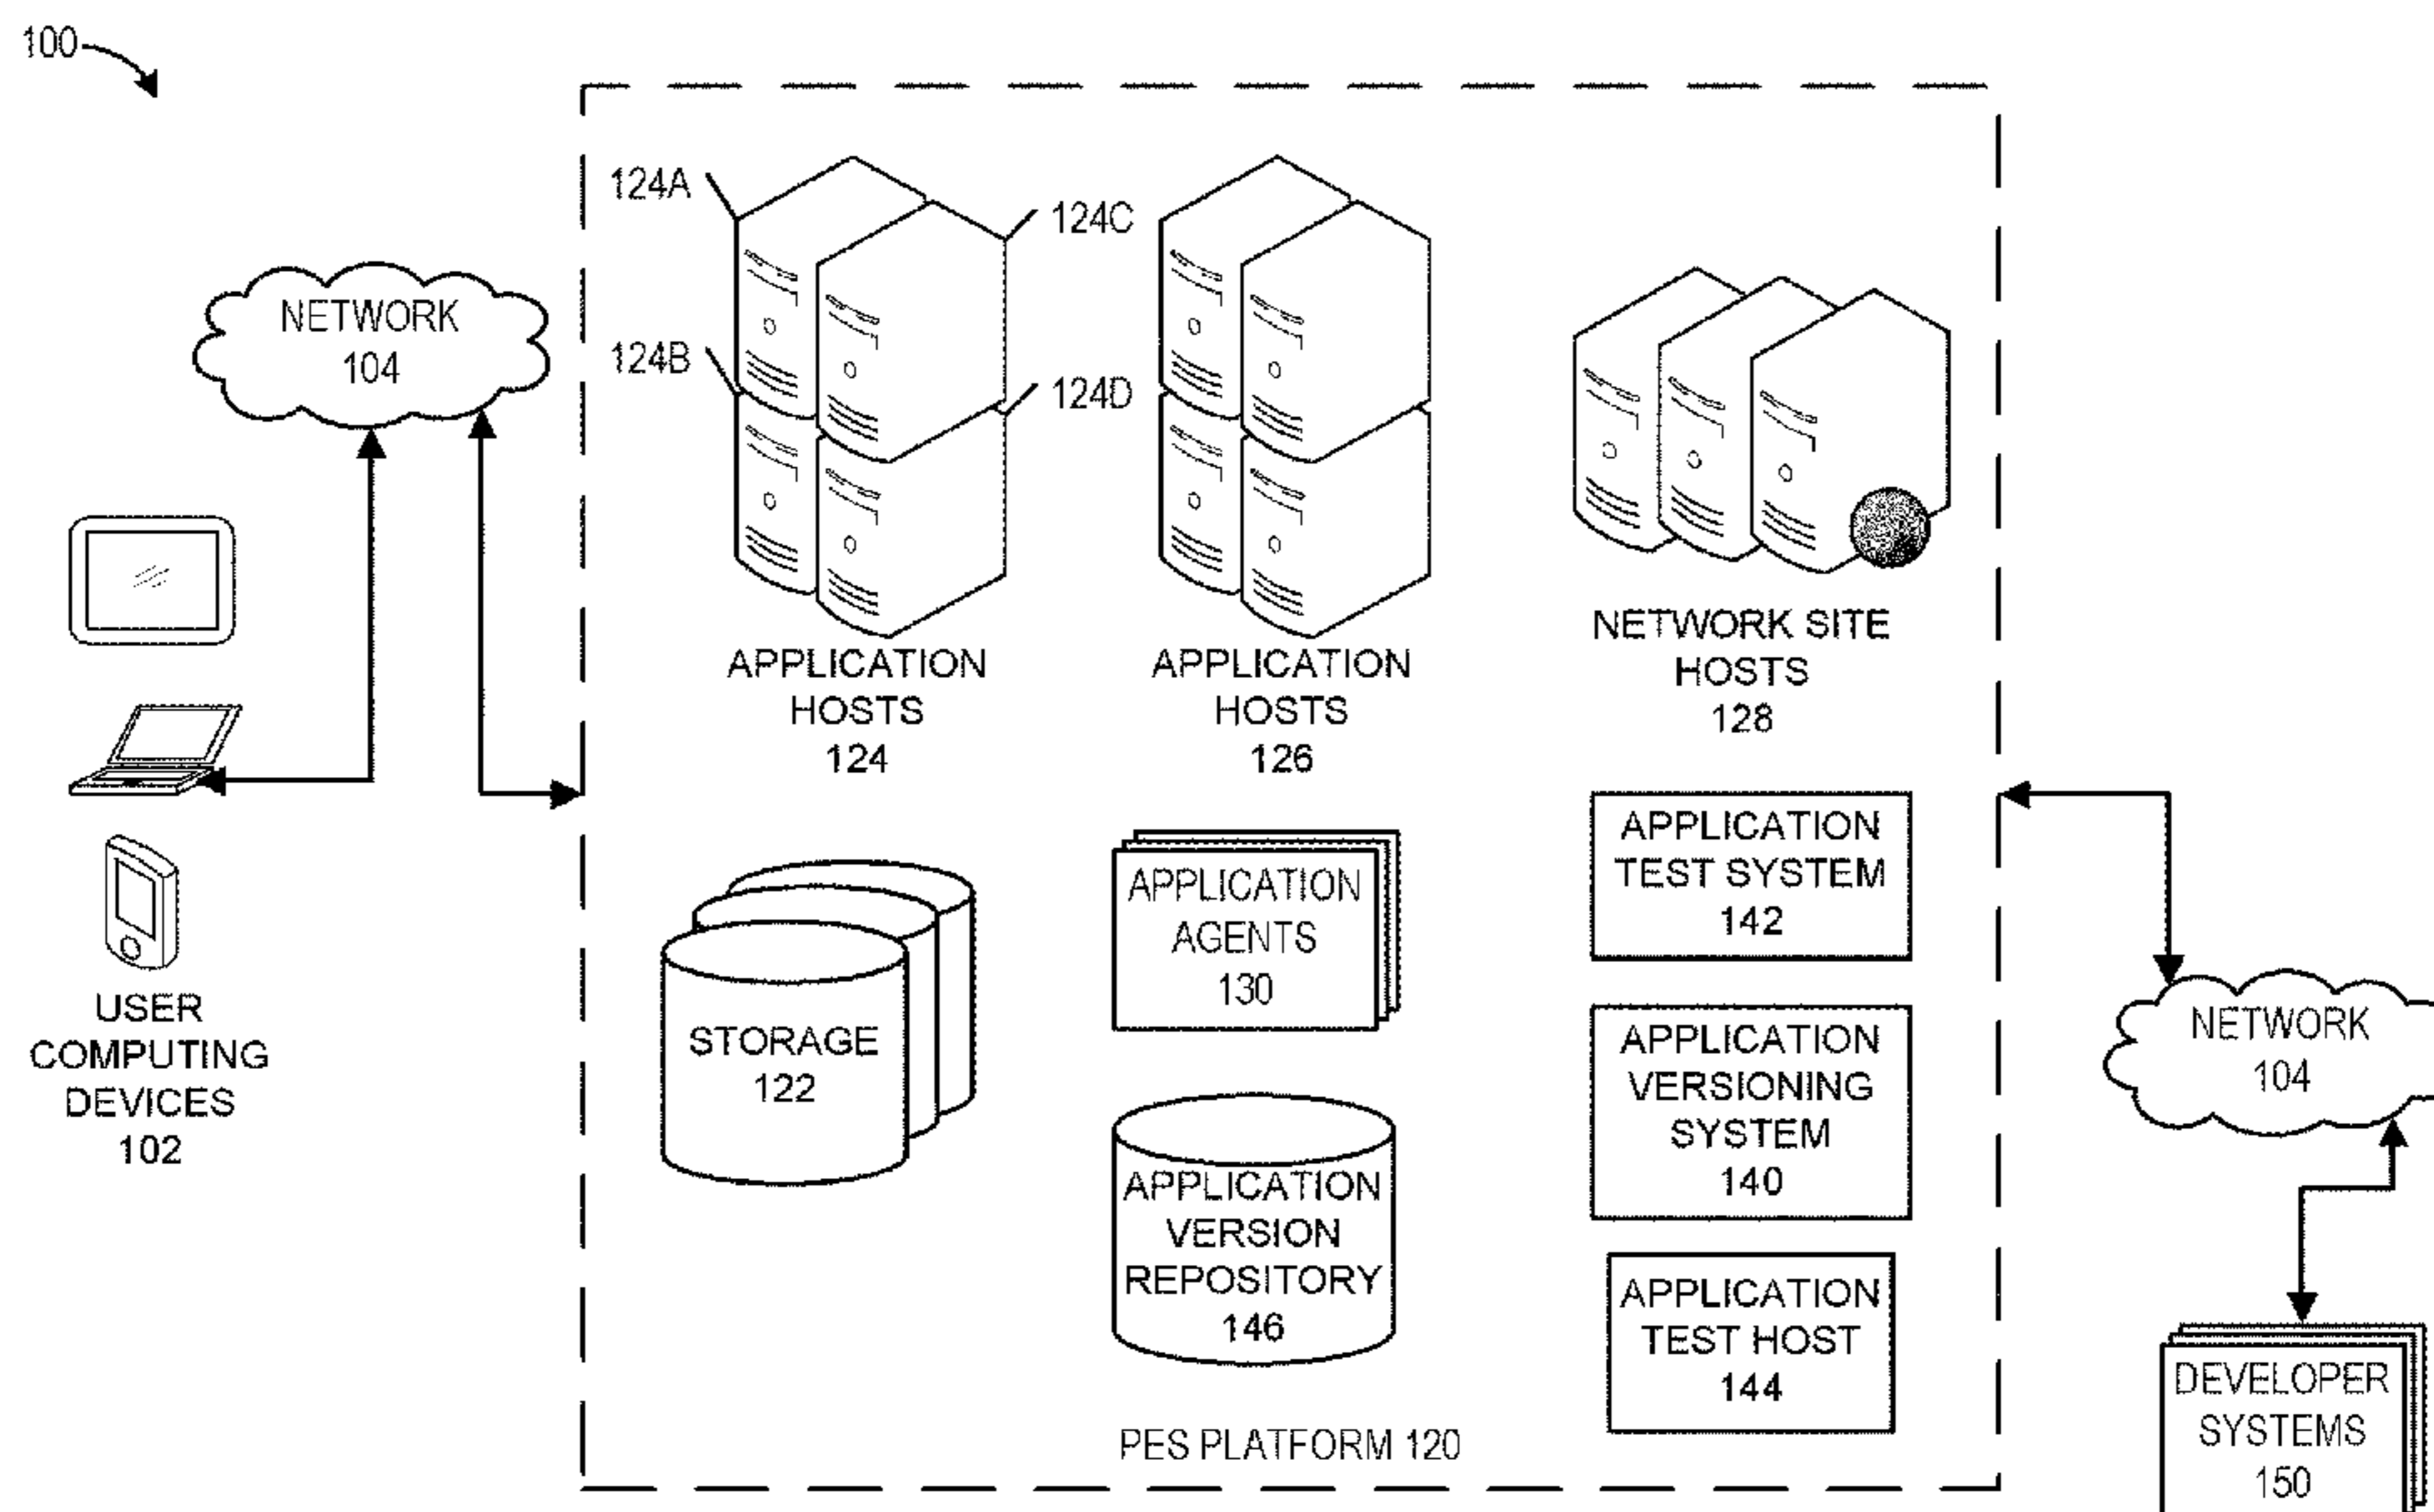 100
124A
124C
NETWORK
104
124B
124D
APPLICATION
HOSTS
124
APPLICATION
HOSTS
126
NETWORK SITE
HOSTS
128
USER
COMPUTING
DEVICES
102
STORAGE
122
APPLICATION
AGENTS
130
APPLICATION
VERSION
REPOSITORY
146
APPLICATION
TEST SYSTEM
142
APPLICATION
VERSIONING
SYSTEM
140
APPLICATION
TEST HOST
144
PES PLATFORM 120
NETWORK
104
DEVELOPER
SYSTEMS
150